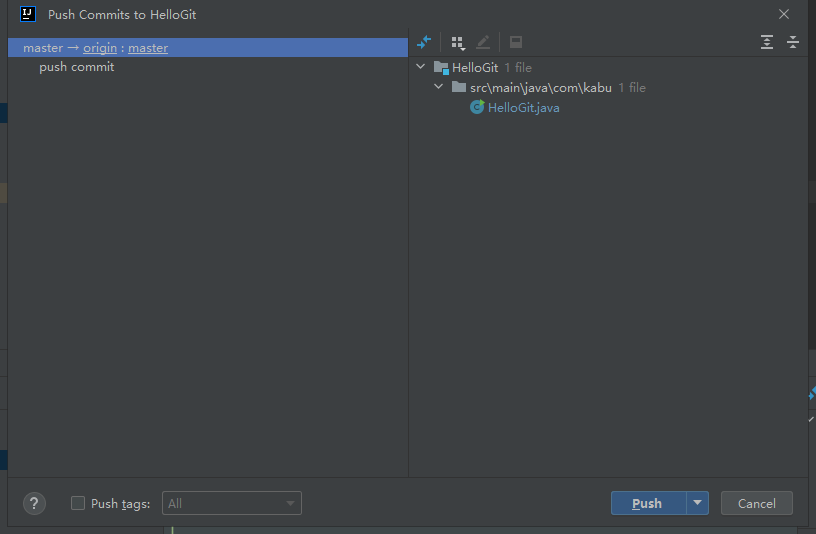 Push Commits to HelloGit
master → origin : master
push commit
HelloGit 1 file
src\main\java\com\kabu 1 file
HelloGit.java
? Push tags: All
Push
Cancel